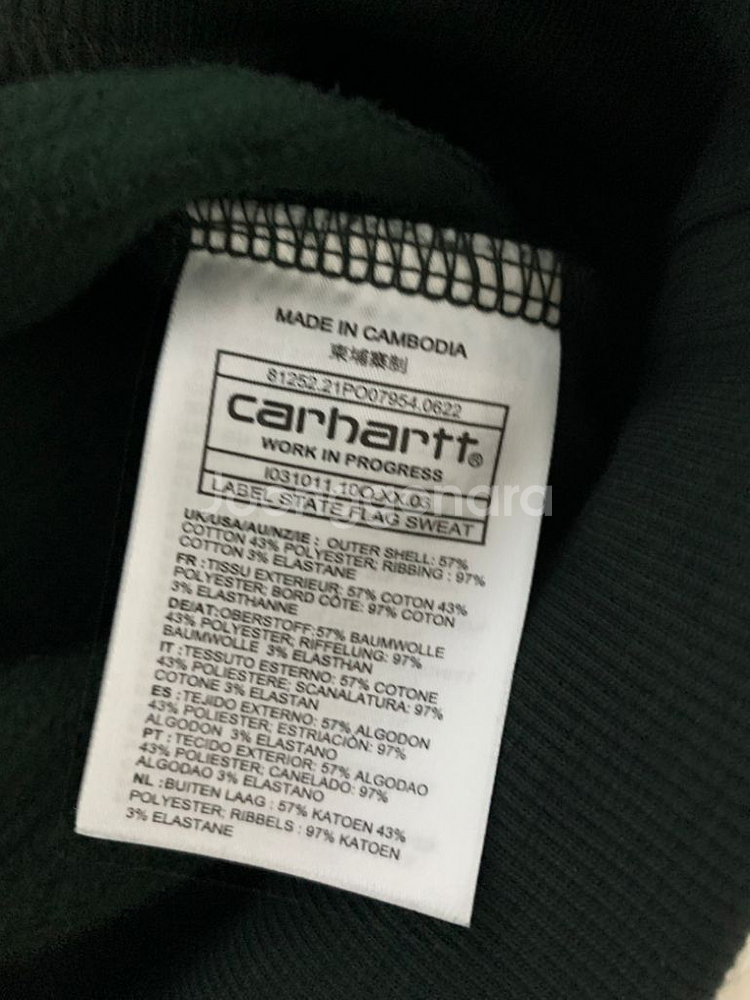 MADE IN CAMBODIA
柬埔寨制
81252.21PO07954.0622
carhartt®
WORK IN PROGRESS
I031011.10O.XX.03
LABEL STATE FLAG SWEAT
Joonggonara
UK/USA/AU/NZ/IE : OUTER SHELL: 57%
COTTON 43% POLYESTER; RIBBING : 97%
COTTON 3% ELASTANE
FR :TISSU EXTERIEUR: 57% COTON 43%
POLYESTER; BORD CÔTE: 97% COTON
3% ELASTHANNE
DE/AT:OBERSTOFF:57% BAUMWOLLE
43% POLYESTER; RIFFELUNG: 97%
BAUMWOLLE 3% ELASTHAN
IT :TESSUTO ESTERNO: 57% COTONE
43% POLIESTERE; SCANALATURA: 97%
COTONE 3% ELASTAN
ES :TEJIDO EXTERNO: 57% ALGODON
43% POLIESTER; ESTRIACIÓN: 97%
ALGODON 3% ELASTANO
PT :TECIDO EXTERIOR: 57% ALGODAO
43% POLIESTER; CANELADO: 97%
ALGODAO 3% ELASTANO
NL :BUITEN LAAG : 57% KATOEN 43%
POLYESTER; RIBBELS : 97% KATOEN
3% ELASTANE